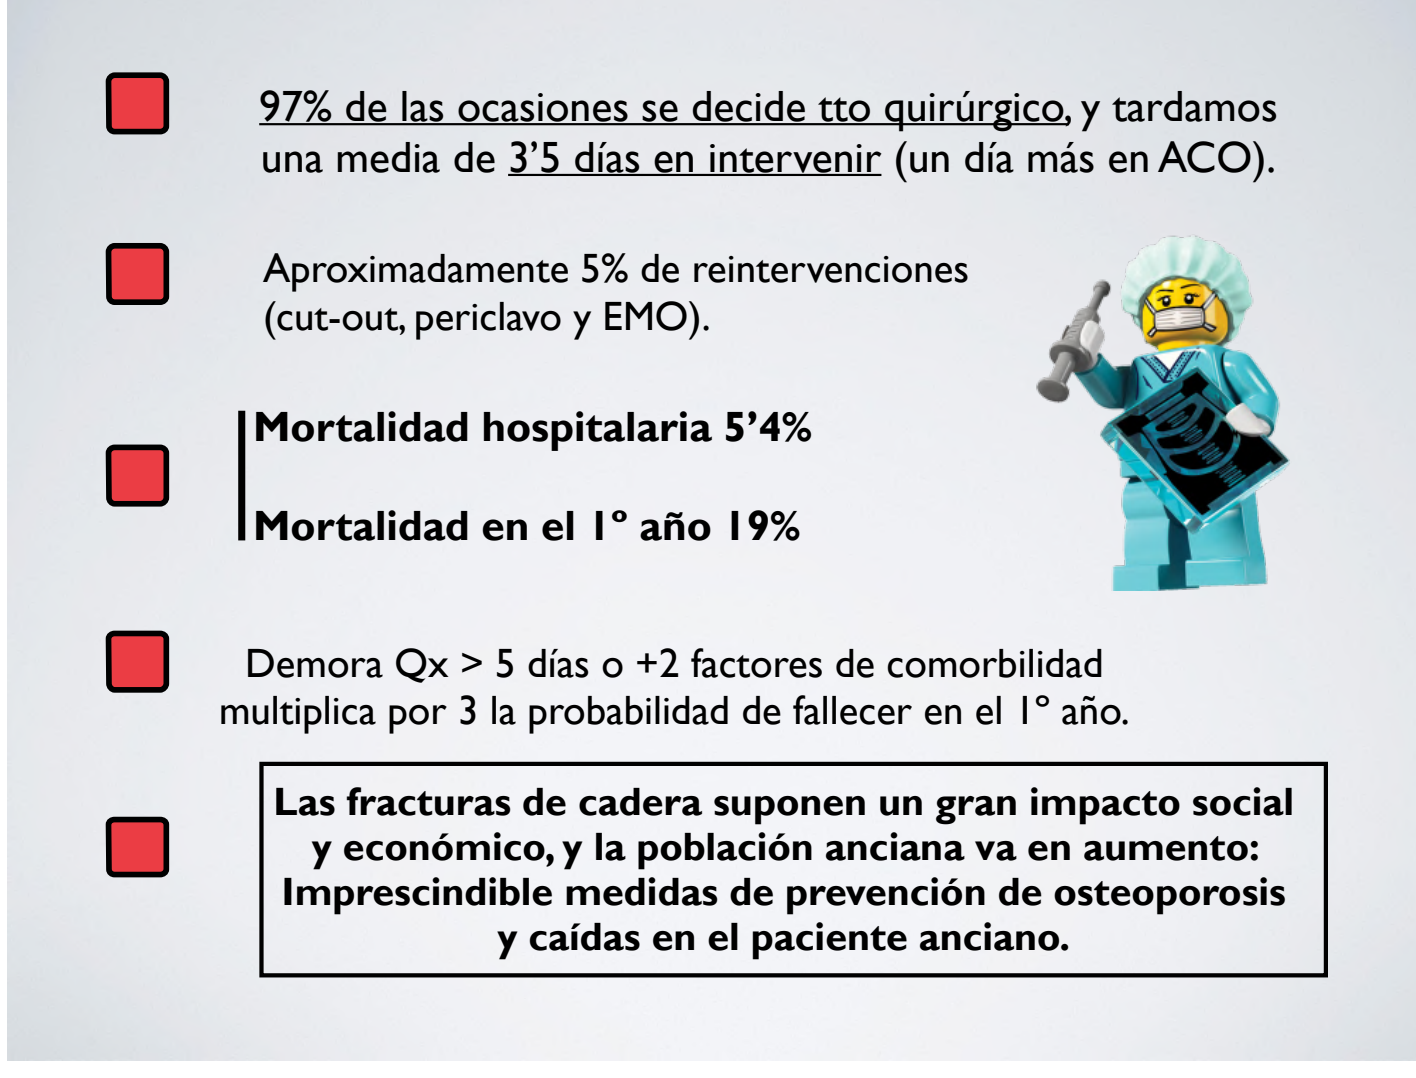 97% de las ocasiones se decide tto quirúrgico, y tardamos
una media de 3’5 días en intervenir (un día más en ACO).
Aproximadamente 5% de reintervenciones
(cut-out, periclavo y EMO).
Mortalidad hospitalaria 5’4%
Mortalidad en el 1º año 19%
Demora Qx > 5 días o +2 factores de comorbilidad
multiplica por 3 la probabilidad de fallecer en el 1º año.
Las fracturas de cadera suponen un gran impacto social
y económico, y la población anciana va en aumento:
Imprescindible medidas de prevención de osteoporosis
y caídas en el paciente anciano.